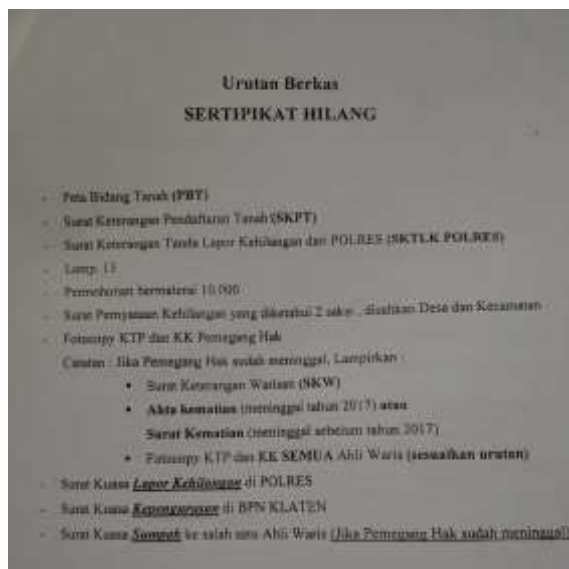 Urutan Berkas
SERTIPIKAT HILANG
- Peta Bidang Tanah (PBT)
- Surat Keterangan Pendaftaran Tanah (SKPT)
- Surat Keterangan Tanda Lapor Kehilangan dari POLRES (SKTLK POLRES)
- Lamp. 13
- Permohonan bermaterai 10.000
- Surat Pernyataan Kehilangan yang diketahui 2 saksi , disahkan Desa dan Kecamatan
- Fotocopy KTP dan KK Pemegang Hak
Catatan : Jika Pemegang Hak sudah meninggal, Lampirkan :
• Surat Keterangan Warisan (SKW)
• Akta kematian (meninggal tahun 2017) atau
Surat Kematian (meninggal sebelum tahun 2017)
• Fotocopy KTP dan KK SEMUA Ahli Waris (sesuaikan urutan)
- Surat Kuasa Lapor Kehilangan di POLRES
- Surat Kuasa Kepengurusan di BPN KLATEN
- Surat Kuasa Sumpah ke salah satu Ahli Waris (Jika Pemegang Hak sudah meninggal)